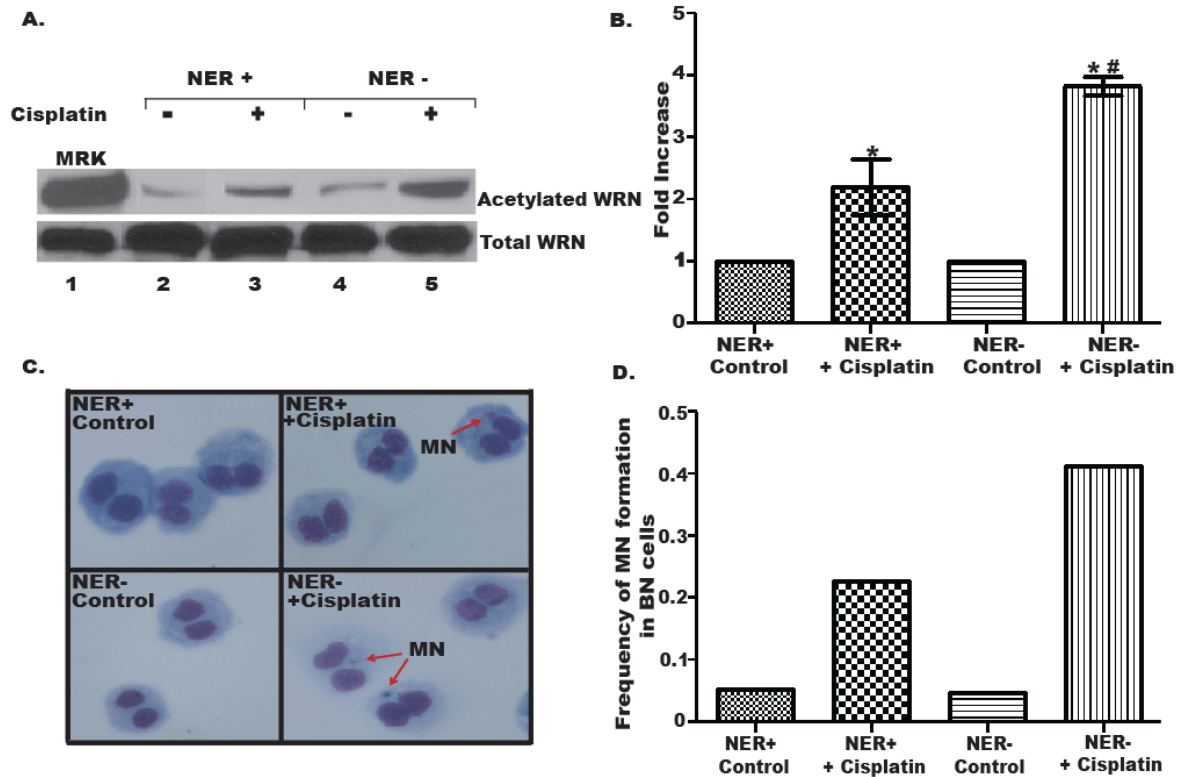 A.
NER + NER -
Cisplatin - + - +
MRK
Acetylated WRN
Total WRN
1 2 3 4 5
B.
Fold Increase
5
4
3
2
1
0
*
* #
NER+ Control
NER+ + Cisplatin
NER- Control
NER- + Cisplatin
C.
NER+
Control
NER+
+Cisplatin
MN
NER-
Control
NER-
+Cisplatin
MN
D.
Frequency of MN formation
in BN cells
0.5
0.4
0.3
0.2
0.1
0
NER+ Control
NER+ + Cisplatin
NER- Control
NER- + Cisplatin